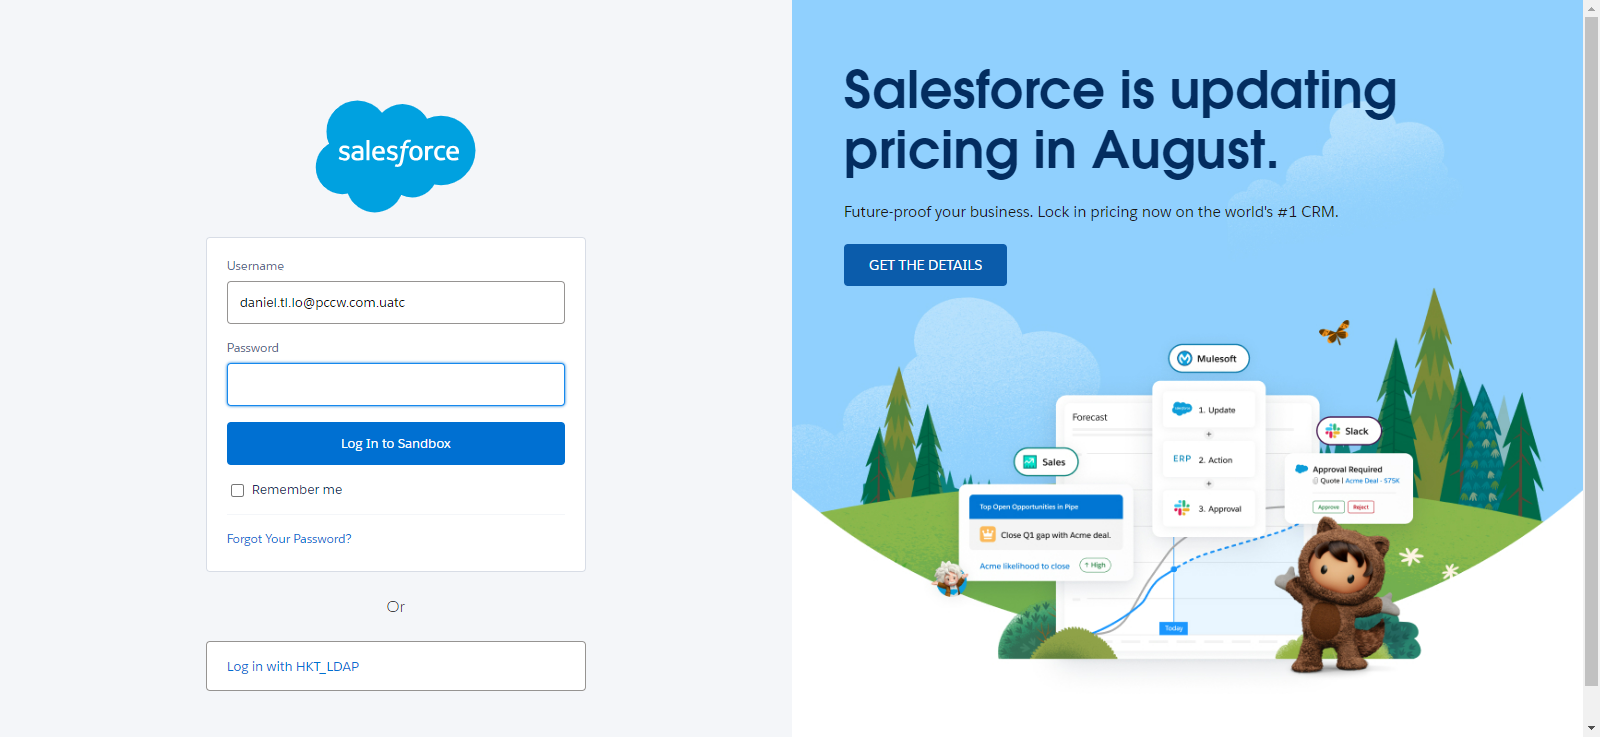 salesforce
Username
daniel.tl.lo@pccw.com.uatc
Password
Log In to Sandbox
Remember me
Forgot Your Password?
Or
Log in with HKT_LDAP
Salesforce is updating
pricing in August.
Future-proof your business. Lock in pricing now on the world's #1 CRM.
GET THE DETAILS
Mulesoft
Forecast
1. Update
ERP 2. Action
3. Approval
Slack
Approval Required
Quote | Acme Deal - $75K
Approve Reject
Sales
Top Open Opportunities in Pipe
Close Q1 gap with Acme deal.
Acme likelihood to close ↑ High
Today